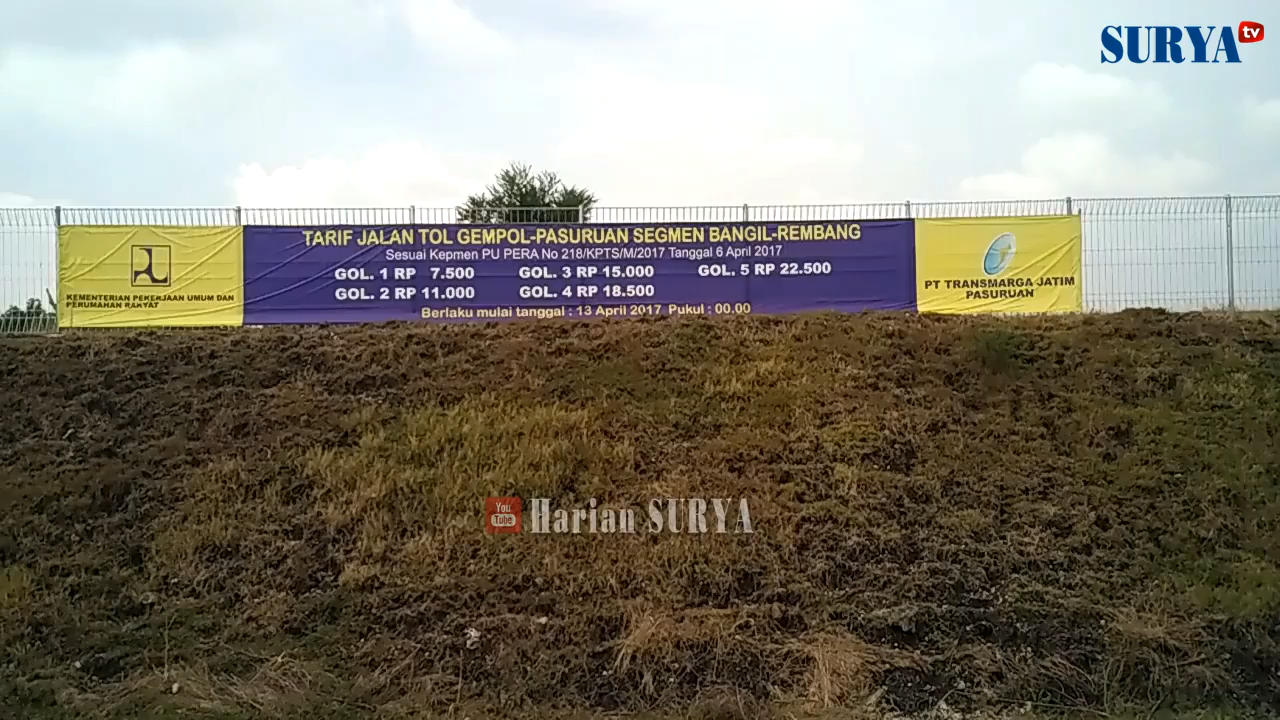 SURYA tv
TARIF JALAN TOL GEMPOL-PASURUAN SEGMEN BANGIL-REMBANG
Sesuai Kepmen PU PERA No 218/KPTS/M/2017 Tanggal 6 April 2017
GOL. 1 RP 7.500 GOL. 3 RP 15.000 GOL. 5 RP 22.500
GOL. 2 RP 11.000 GOL. 4 RP 18.500
Berlaku mulai tanggal : 13 April 2017 Pukul : 00.00
KEMENTERIAN PEKERJAAN UMUM DAN
PERUMAHAN RAKYAT
PT TRANSMARGA JATIM
PASURUAN
You Tube Harian SURYA